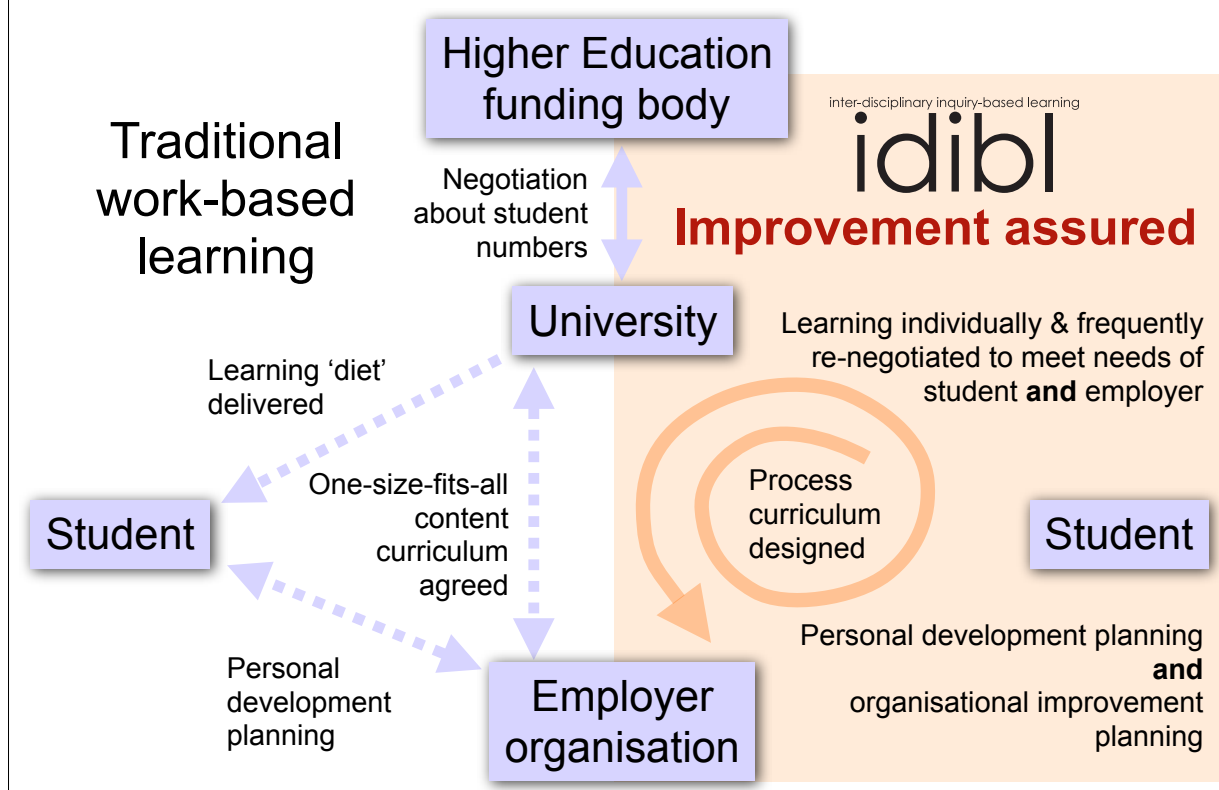 Higher Education
funding body
Traditional
work-based
learning
inter-disciplinary inquiry-based learning
idibl
Improvement assured
Negotiation
about student
numbers
University
Learning individually & frequently
re-negotiated to meet needs of
student and employer
Learning ‘diet’
delivered
One-size-fits-all
content
curriculum
agreed
Process
curriculum
designed
Student
Student
Personal
development
planning
Employer
organisation
Personal development planning
and
organisational improvement
planning